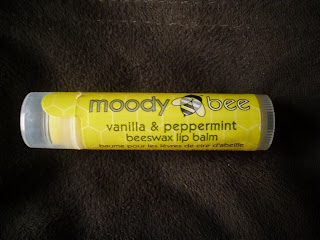 moody bee
vanilla & peppermint
beeswax lip balm
baume pour les lèvres de cire d'abeille